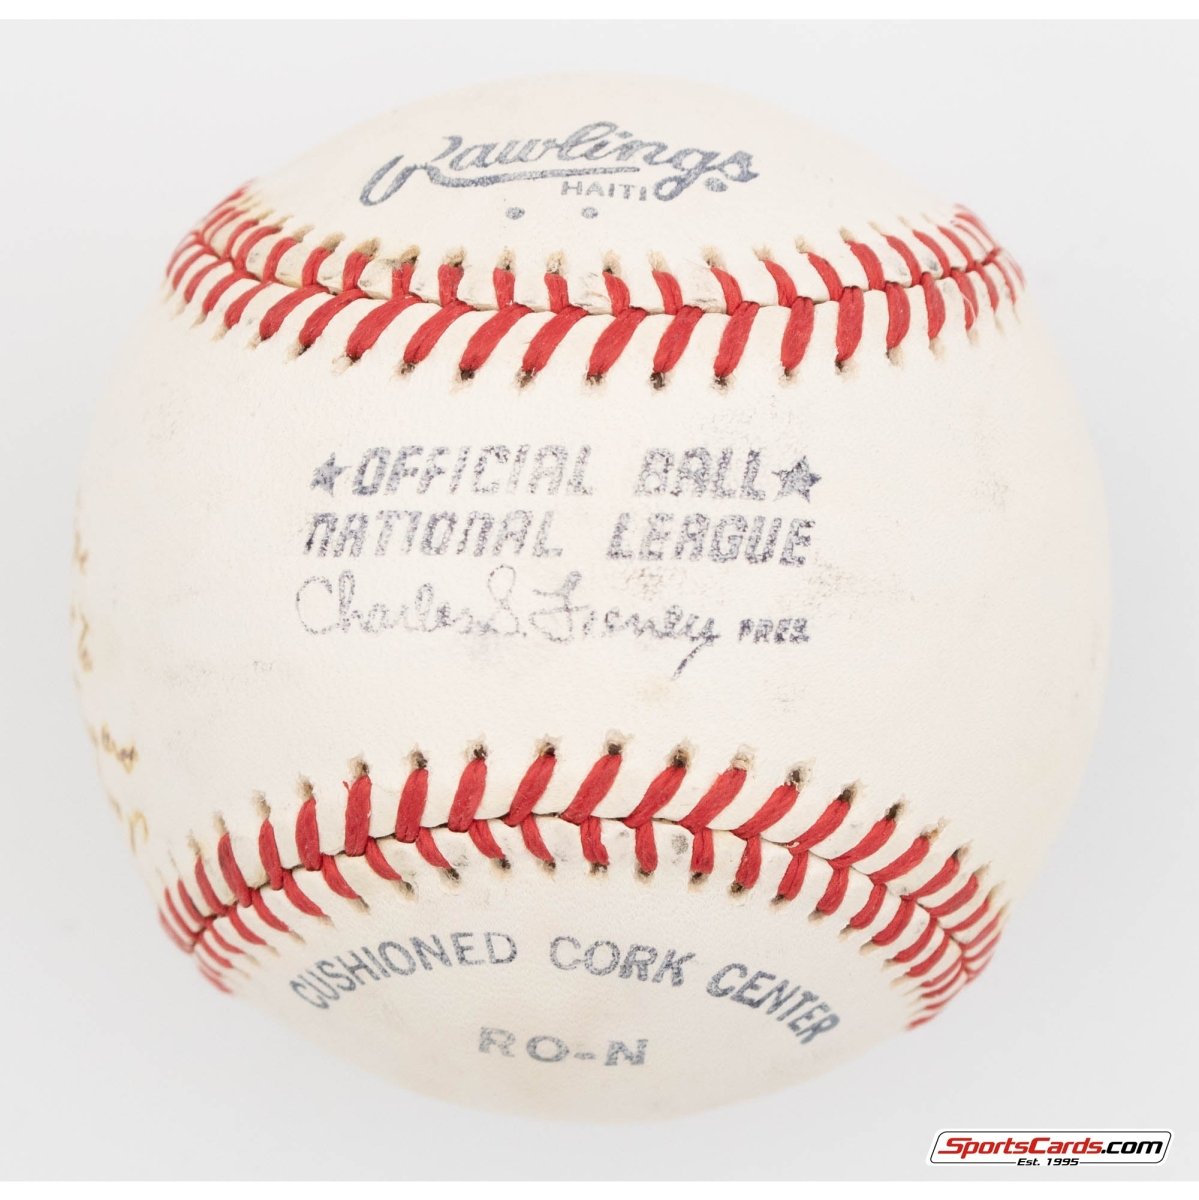 Rawlings
HAITI
★OFFICIAL BALL★
NATIONAL LEAGUE
Charles S. Feeney PRES.
CUSHIONED CORK CENTER
RO-N
SportsCards.com
Est. 1995